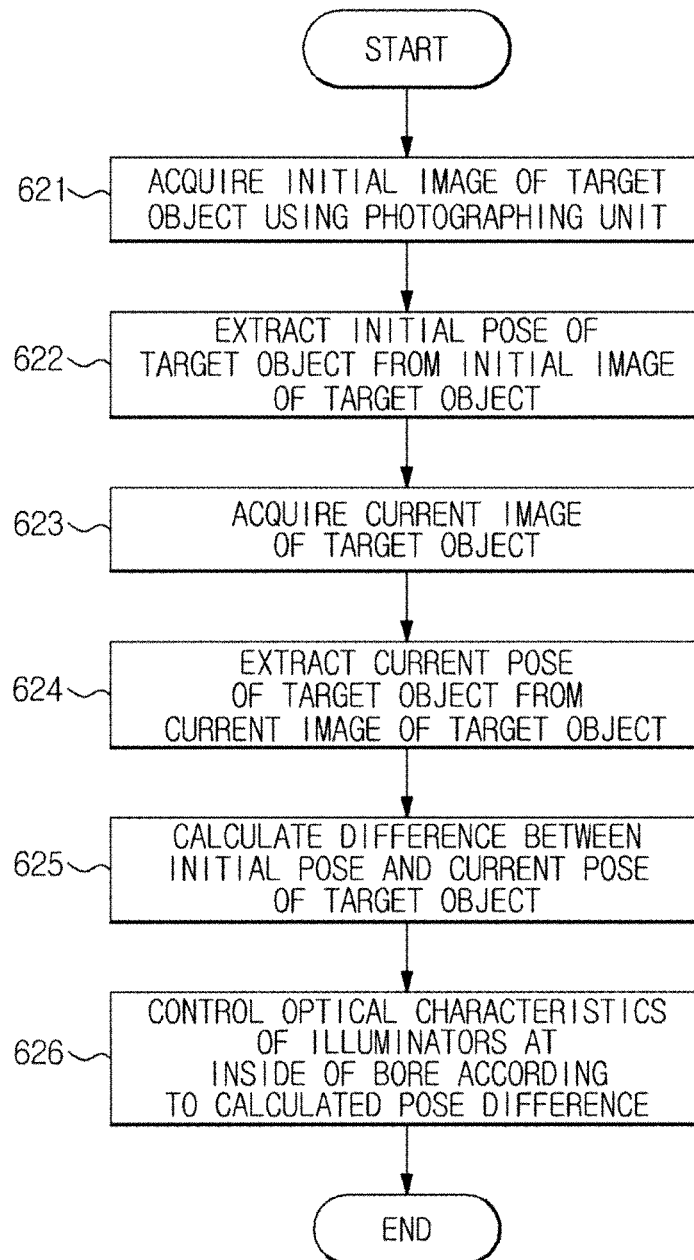 START
621
ACQUIRE INITIAL IMAGE OF TARGET
OBJECT USING PHOTOGRAPHING UNIT
622
EXTRACT INITIAL POSE OF
TARGET OBJECT FROM INITIAL IMAGE
OF TARGET OBJECT
623
ACQUIRE CURRENT IMAGE
OF TARGET OBJECT
624
EXTRACT CURRENT POSE
OF TARGET OBJECT FROM
CURRENT IMAGE OF TARGET OBJECT
625
CALCULATE DIFFERENCE BETWEEN
INITIAL POSE AND CURRENT POSE
OF TARGET OBJECT
626
CONTROL OPTICAL CHARACTERISTICS
OF ILLUMINATORS AT
INSIDE OF BORE ACCORDING
TO CALCULATED POSE DIFFERENCE
END